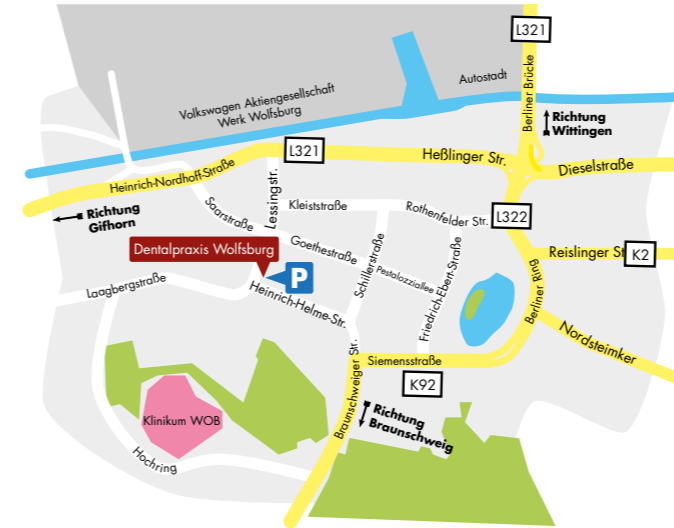 L321
Autostadt
Volkswagen Aktiengesellschaft
Werk Wolfsburg
Berliner Brücke
Richtung
Wittingen
L321
Heßlinger Str.
Dieselstraße
Heinrich-Nordhoff-Straße
Richtung
Gifhorn
Lessingstr.
Saarstraße
Kleiststraße
Rothenfelder Str.
L322
Dentalpraxis Wolfsburg
P
Goethestraße
Schillerstraße
Pestalozziallee
Friedrich-Ebert-Straße
Reislinger St
K2
Berliner Ring
Laagbergstraße
Heinrich-Helme-Str.
Nordsteimker
Siemensstraße
K92
Braunschweiger Str.
Richtung
Braunschweig
Klinikum WOB
Hochring